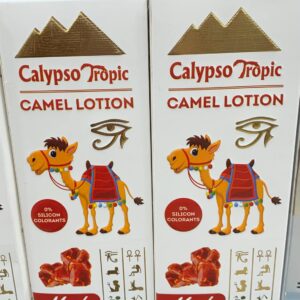 Calypso Tropic
CAMEL LOTION
0%
SILICON
COLORANTS
Calypso Tropic
CAMEL LOTION
0%
SILICON
COLORANTS